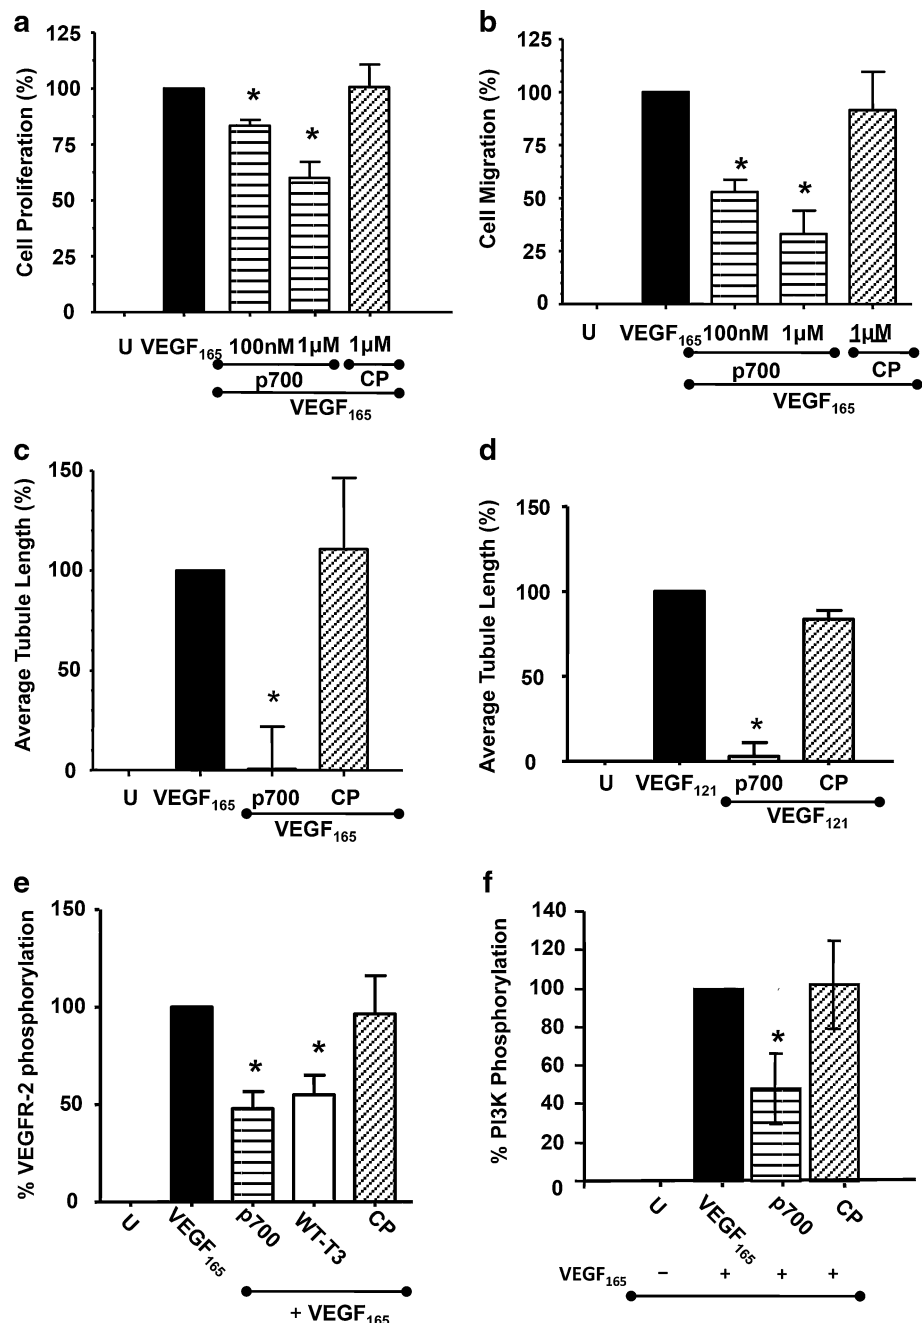 a
Cell Proliferation (%)
125
100
75
50
25
0
*
*
U VEGF165 100nM 1μM 1μM
p700 CP
VEGF165
b
Cell Migration (%)
125
100
75
50
25
0
*
*
U VEGF165 100nM 1μM 1μM
p700 CP
VEGF165
c
Average Tubule Length (%)
150
100
50
0
*
U VEGF165 p700 CP
VEGF165
d
Average Tubule Length (%)
150
100
50
0
*
U VEGF121 p700 CP
VEGF121
e
% VEGFR-2 phosphorylation
150
100
50
0
*
*
U VEGF165 p700 WT-T3 CP
+ VEGF165
f
% PI3K Phosphorylation
140
120
100
80
60
40
20
0
*
U VEGF165 p700 CP
VEGF165 − + + +